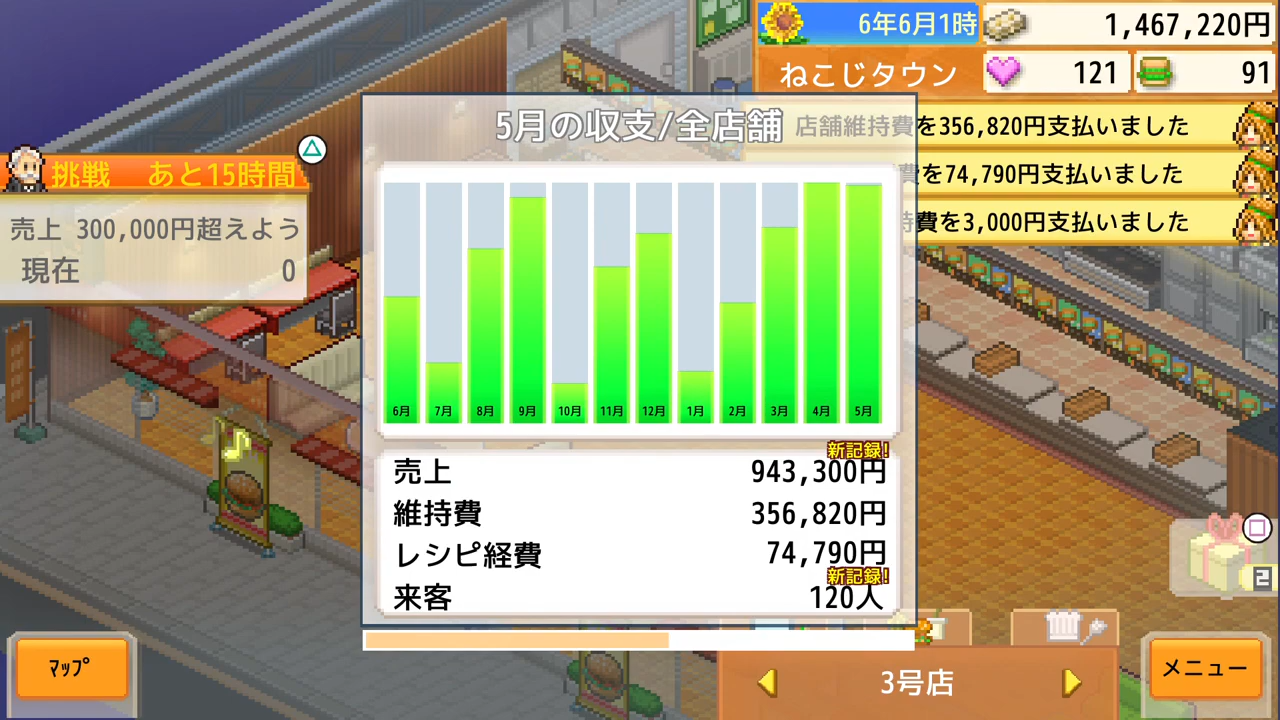 6年6月1時
1,467,220円
ねこじタウン
121
91
5月の収支/全店舗
店舗維持費を356,820円支払いました
費を74,790円支払いました
持費を3,000円支払いました
挑戦 あと15時間
売上 300,000円超えよう
現在 0
6月 7月 8月 9月 10月 11月 12月 1月 2月 3月 4月 5月
新記録!
売上 943,300円
維持費 356,820円
レシピ経費 74,790円
新記録!
来客 120人
2
マップ
3号店
メニュー